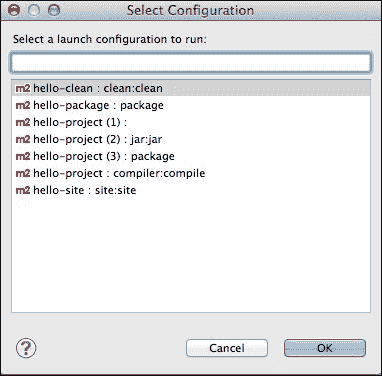 Select Configuration
Select a launch configuration to run:
m2 hello-clean : clean:clean
m2 hello-package : package
m2 hello-project (1) :
m2 hello-project (2) : jar:jar
m2 hello-project (3) : package
m2 hello-project : compiler:compile
m2 hello-site : site:site
? Cancel OK